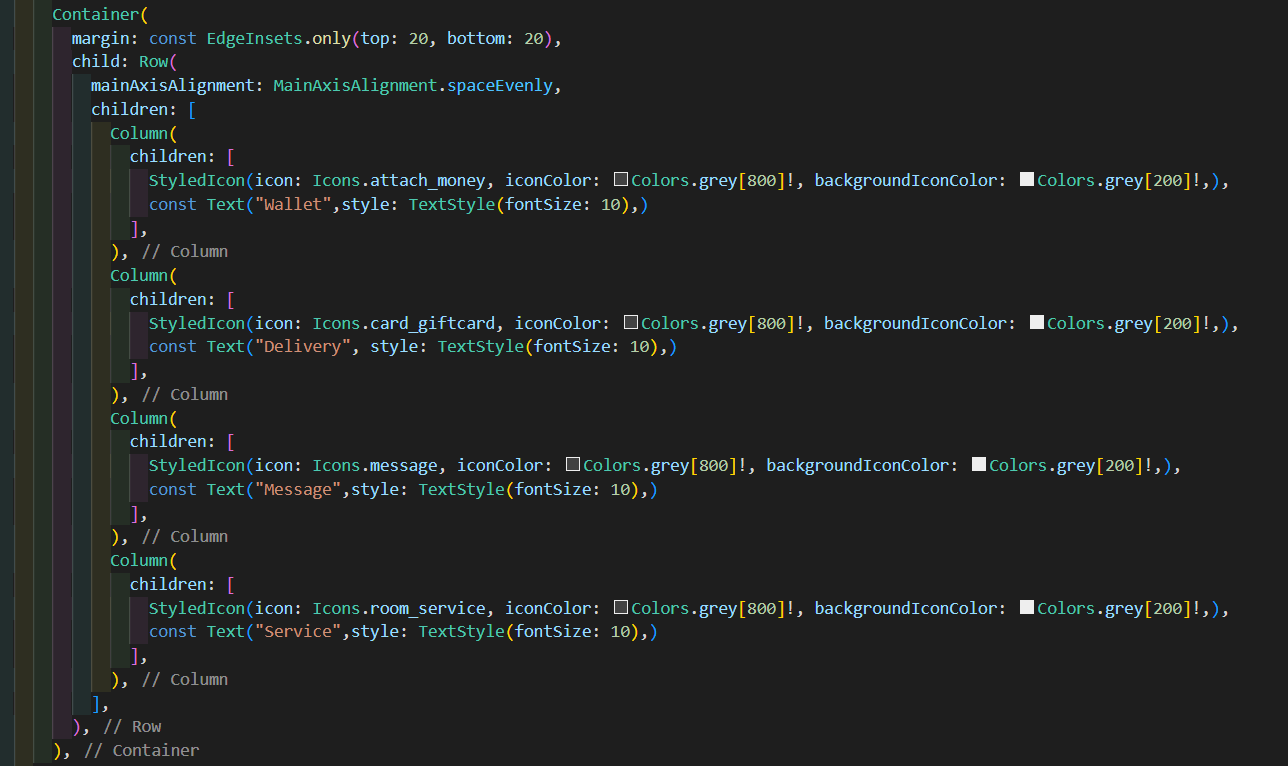 Container(
  margin: const EdgeInsets.only(top: 20, bottom: 20),
  child: Row(
    mainAxisAlignment: MainAxisAlignment.spaceEvenly,
    children: [
      Column(
        children: [
          StyledIcon(icon: Icons.attach_money, iconColor: Colors.grey[800]!, backgroundIconColor: Colors.grey[200]!,),
          const Text("Wallet",style: TextStyle(fontSize: 10),)
        ],
      ), // Column
      Column(
        children: [
          StyledIcon(icon: Icons.card_giftcard, iconColor: Colors.grey[800]!, backgroundIconColor: Colors.grey[200]!,),
          const Text("Delivery", style: TextStyle(fontSize: 10),)
        ],
      ), // Column
      Column(
        children: [
          StyledIcon(icon: Icons.message, iconColor: Colors.grey[800]!, backgroundIconColor: Colors.grey[200]!,),
          const Text("Message",style: TextStyle(fontSize: 10),)
        ],
      ), // Column
      Column(
        children: [
          StyledIcon(icon: Icons.room_service, iconColor: Colors.grey[800]!, backgroundIconColor: Colors.grey[200]!,),
          const Text("Service",style: TextStyle(fontSize: 10),)
        ],
      ), // Column
    ],
  ), // Row
), // Container